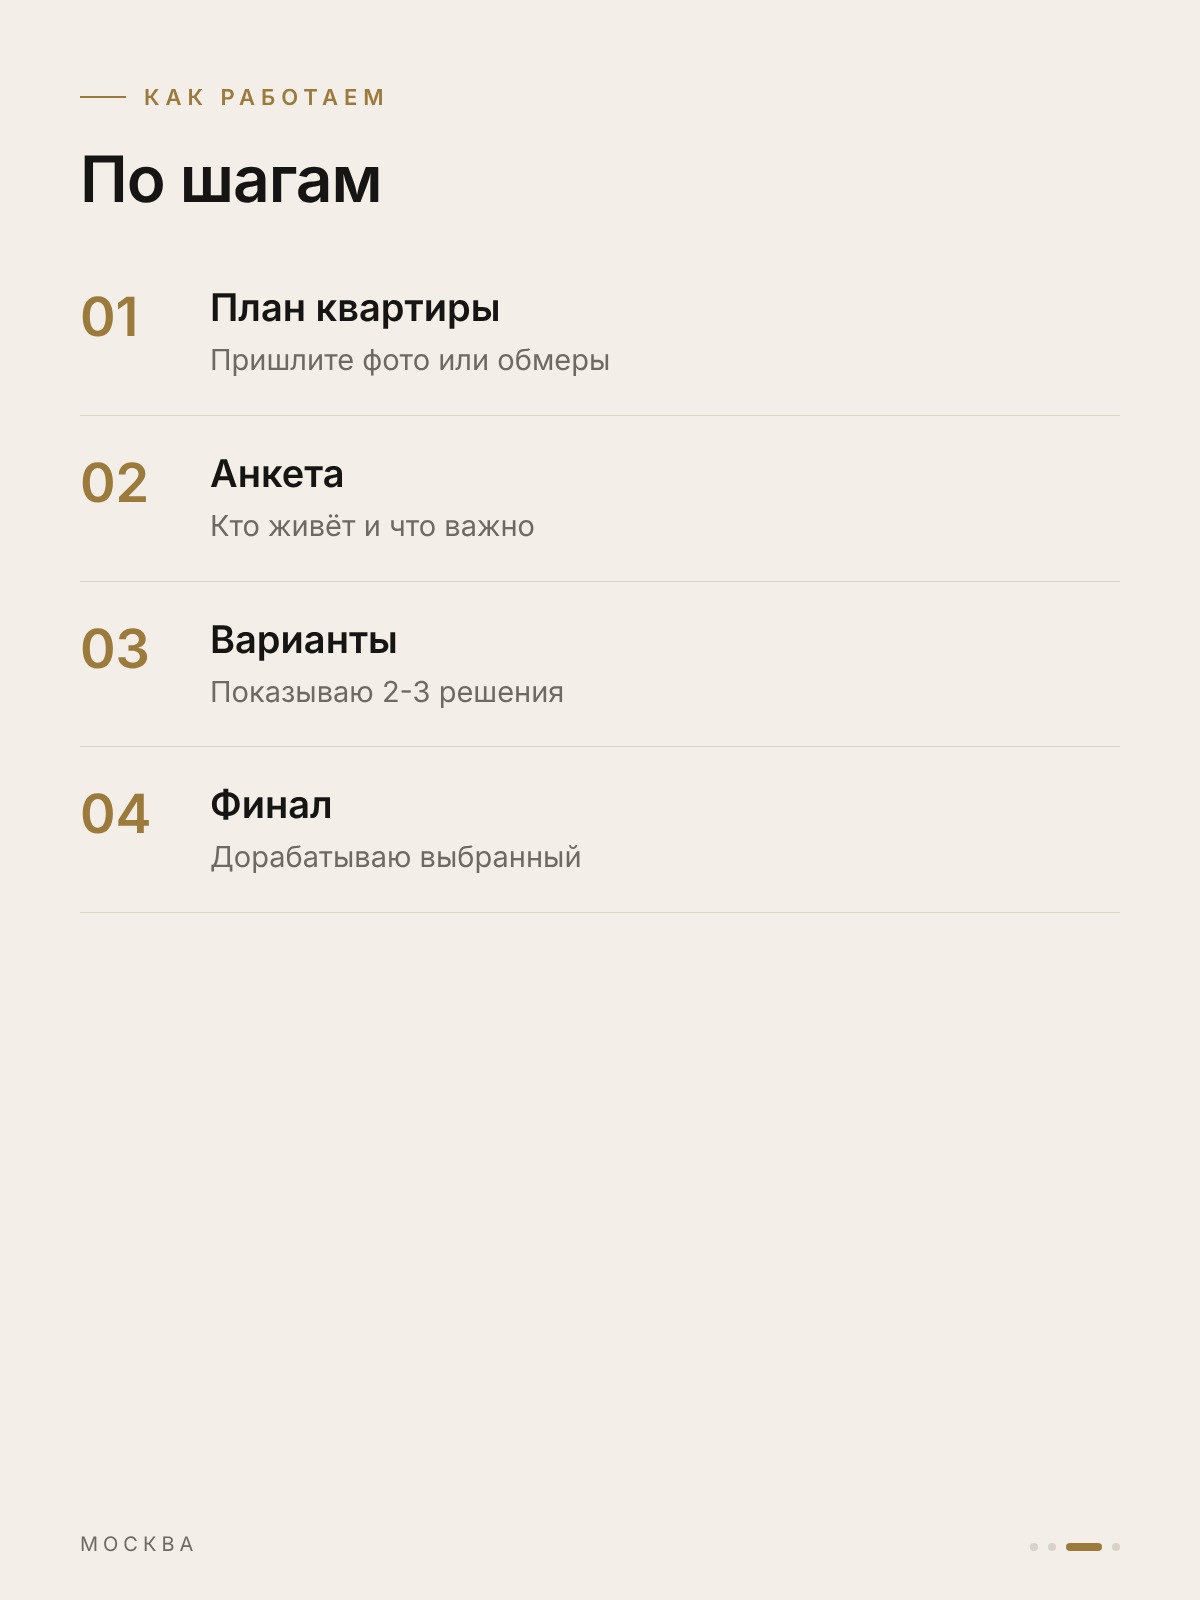 КАК РАБОТАЕМ
По шагам
01
План квартиры
Пришлите фото или обмеры
02
Анкета
Кто живёт и что важно
03
Варианты
Показываю 2-3 решения
04
Финал
Дорабатываю выбранный
МОСКВА